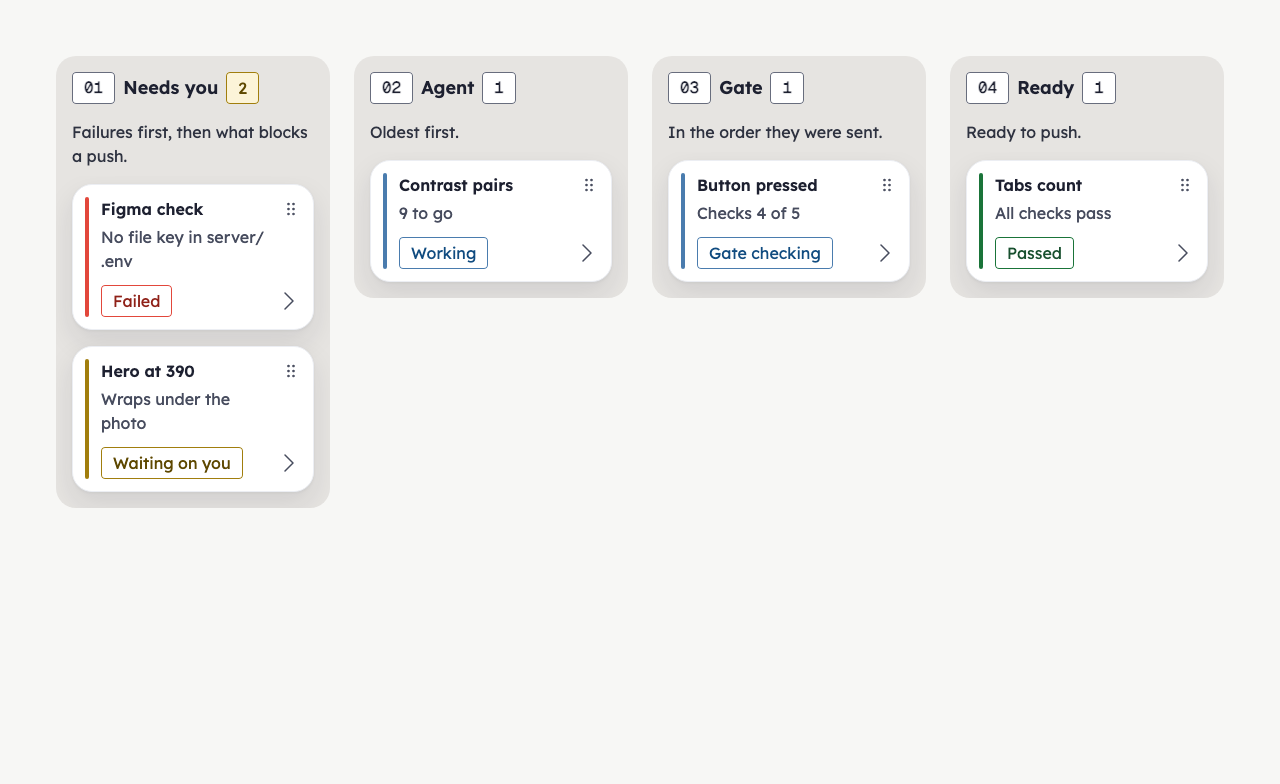 01 Needs you 2
Failures first, then what blocks
a push.
Figma check
No file key in server/
.env
Failed
Hero at 390
Wraps under the
photo
Waiting on you
02 Agent 1
Oldest first.
Contrast pairs
9 to go
Working
03 Gate 1
In the order they were sent.
Button pressed
Checks 4 of 5
Gate checking
04 Ready 1
Ready to push.
Tabs count
All checks pass
Passed